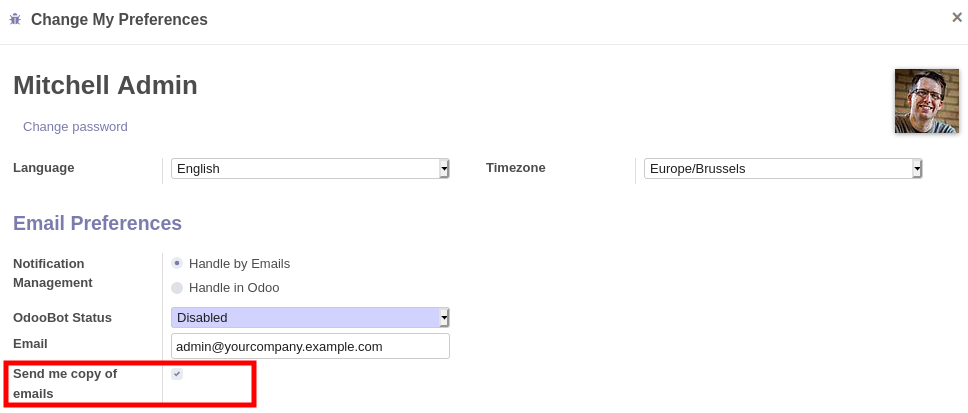 Change My Preferences ×
Mitchell Admin
Change password
Language English Timezone Europe/Brussels
Email Preferences
Notification Management Handle by Emails
Handle in Odoo
OdooBot Status Disabled
Email admin@yourcompany.example.com
Send me copy of
emails